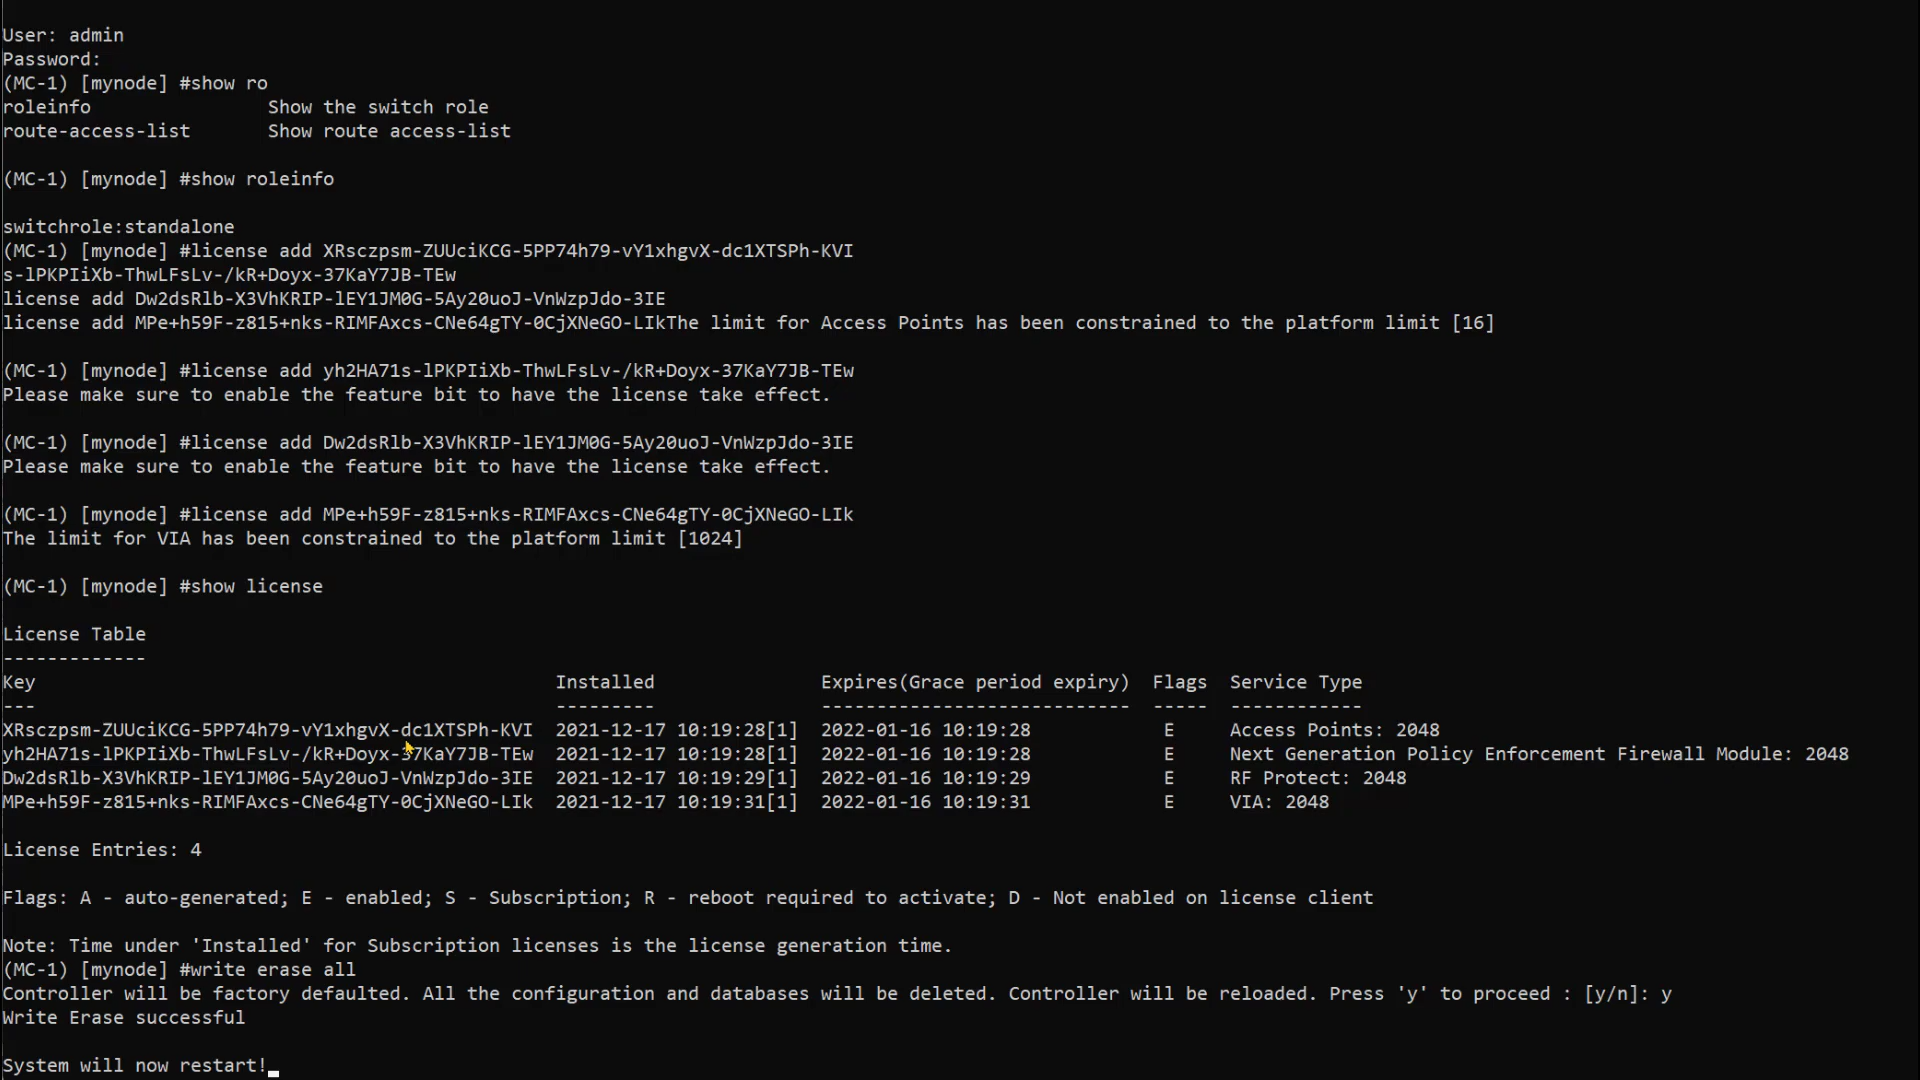 User: admin
Password:
(MC-1) [mynode] #show ro
roleinfo                Show the switch role
route-access-list       Show route access-list
(MC-1) [mynode] #show roleinfo
switchrole:standalone
(MC-1) [mynode] #license add XRsczpsm-ZUUciKCG-5PP74h79-vY1xhgvX-dc1XTSPh-KVI
s-lPKPIiXb-ThwLFsLv-/kR+Doyx-37KaY7JB-TEw
license add Dw2dsRlb-X3VhKRIP-lEY1JM0G-5Ay20uoJ-VnWzpJdo-3IE
license add MPe+h59F-z815+nks-RIMFAxcs-CNe64gTY-0CjXNeGO-LIkThe limit for Access Points has been constrained to the platform limit [16]
(MC-1) [mynode] #license add yh2HA71s-lPKPIiXb-ThwLFsLv-/kR+Doyx-37KaY7JB-TEw
Please make sure to enable the feature bit to have the license take effect.
(MC-1) [mynode] #license add Dw2dsRlb-X3VhKRIP-lEY1JM0G-5Ay20uoJ-VnWzpJdo-3IE
Please make sure to enable the feature bit to have the license take effect.
(MC-1) [mynode] #license add MPe+h59F-z815+nks-RIMFAxcs-CNe64gTY-0CjXNeGO-LIk
The limit for VIA has been constrained to the platform limit [1024]
(MC-1) [mynode] #show license
License Table
-------------
Key                                               Installed               Expires(Grace period expiry)  Flags  Service Type
---                                               ---------               ----------------------------  -----  ------------
XRsczpsm-ZUUciKCG-5PP74h79-vY1xhgvX-dc1XTSPh-KVI  2021-12-17 10:19:28[1]  2022-01-16 10:19:28            E     Access Points: 2048
yh2HA71s-lPKPIiXb-ThwLFsLv-/kR+Doyx-37KaY7JB-TEw  2021-12-17 10:19:28[1]  2022-01-16 10:19:28            E     Next Generation Policy Enforcement Firewall Module: 2048
Dw2dsRlb-X3VhKRIP-lEY1JM0G-5Ay20uoJ-VnWzpJdo-3IE  2021-12-17 10:19:29[1]  2022-01-16 10:19:29            E     RF Protect: 2048
MPe+h59F-z815+nks-RIMFAxcs-CNe64gTY-0CjXNeGO-LIk  2021-12-17 10:19:31[1]  2022-01-16 10:19:31            E     VIA: 2048
License Entries: 4
Flags: A - auto-generated; E - enabled; S - Subscription; R - reboot required to activate; D - Not enabled on license client
Note: Time under 'Installed' for Subscription licenses is the license generation time.
(MC-1) [mynode] #write erase all
Controller will be factory defaulted. All the configuration and databases will be deleted. Controller will be reloaded. Press 'y' to proceed : [y/n]: y
Write Erase successful
System will now restart!